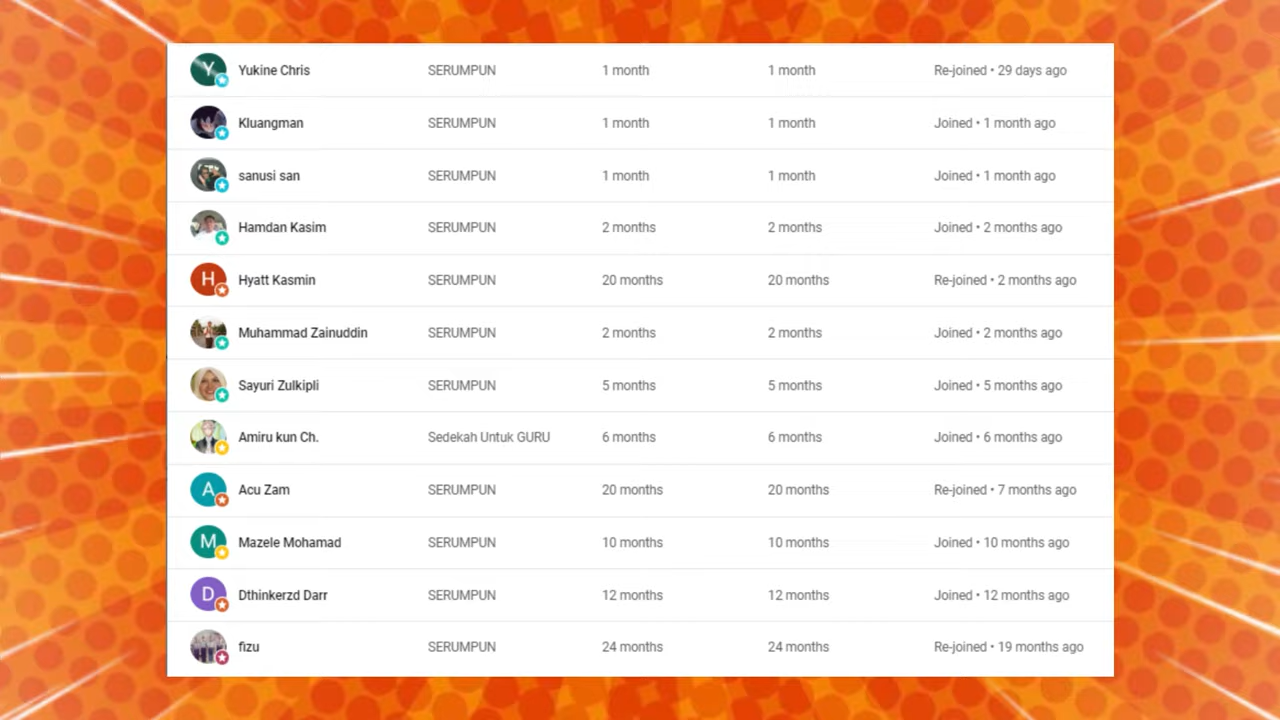 Y Yukine Chris SERUMPUN 1 month 1 month Re-joined • 29 days ago
Kluangman SERUMPUN 1 month 1 month Joined • 1 month ago
sanusi san SERUMPUN 1 month 1 month Joined • 1 month ago
Hamdan Kasim SERUMPUN 2 months 2 months Joined • 2 months ago
H Hyatt Kasmin SERUMPUN 20 months 20 months Re-joined • 2 months ago
Muhammad Zainuddin SERUMPUN 2 months 2 months Joined • 2 months ago
Sayuri Zulkipli SERUMPUN 5 months 5 months Joined • 5 months ago
Amiru kun Ch. Sedekah Untuk GURU 6 months 6 months Joined • 6 months ago
A Acu Zam SERUMPUN 20 months 20 months Re-joined • 7 months ago
M Mazele Mohamad SERUMPUN 10 months 10 months Joined • 10 months ago
D Dthinkerzd Darr SERUMPUN 12 months 12 months Joined • 12 months ago
fizu SERUMPUN 24 months 24 months Re-joined • 19 months ago